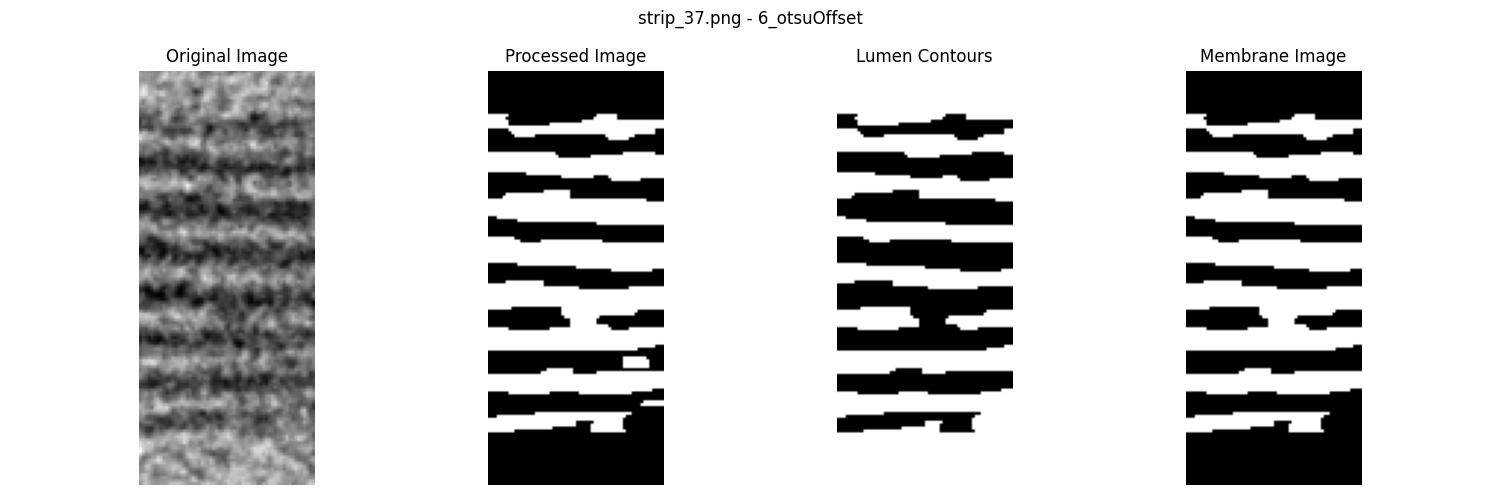 strip_37.png - 6_otsuOffset
Original Image
Processed Image
Lumen Contours
Membrane Image